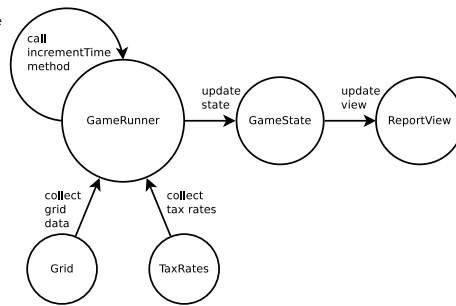 e
call
incrementTime
method
GameRunner
update
state
GameState
update
view
ReportView
collect
grid
data
collect
tax rates
Grid
TaxRates